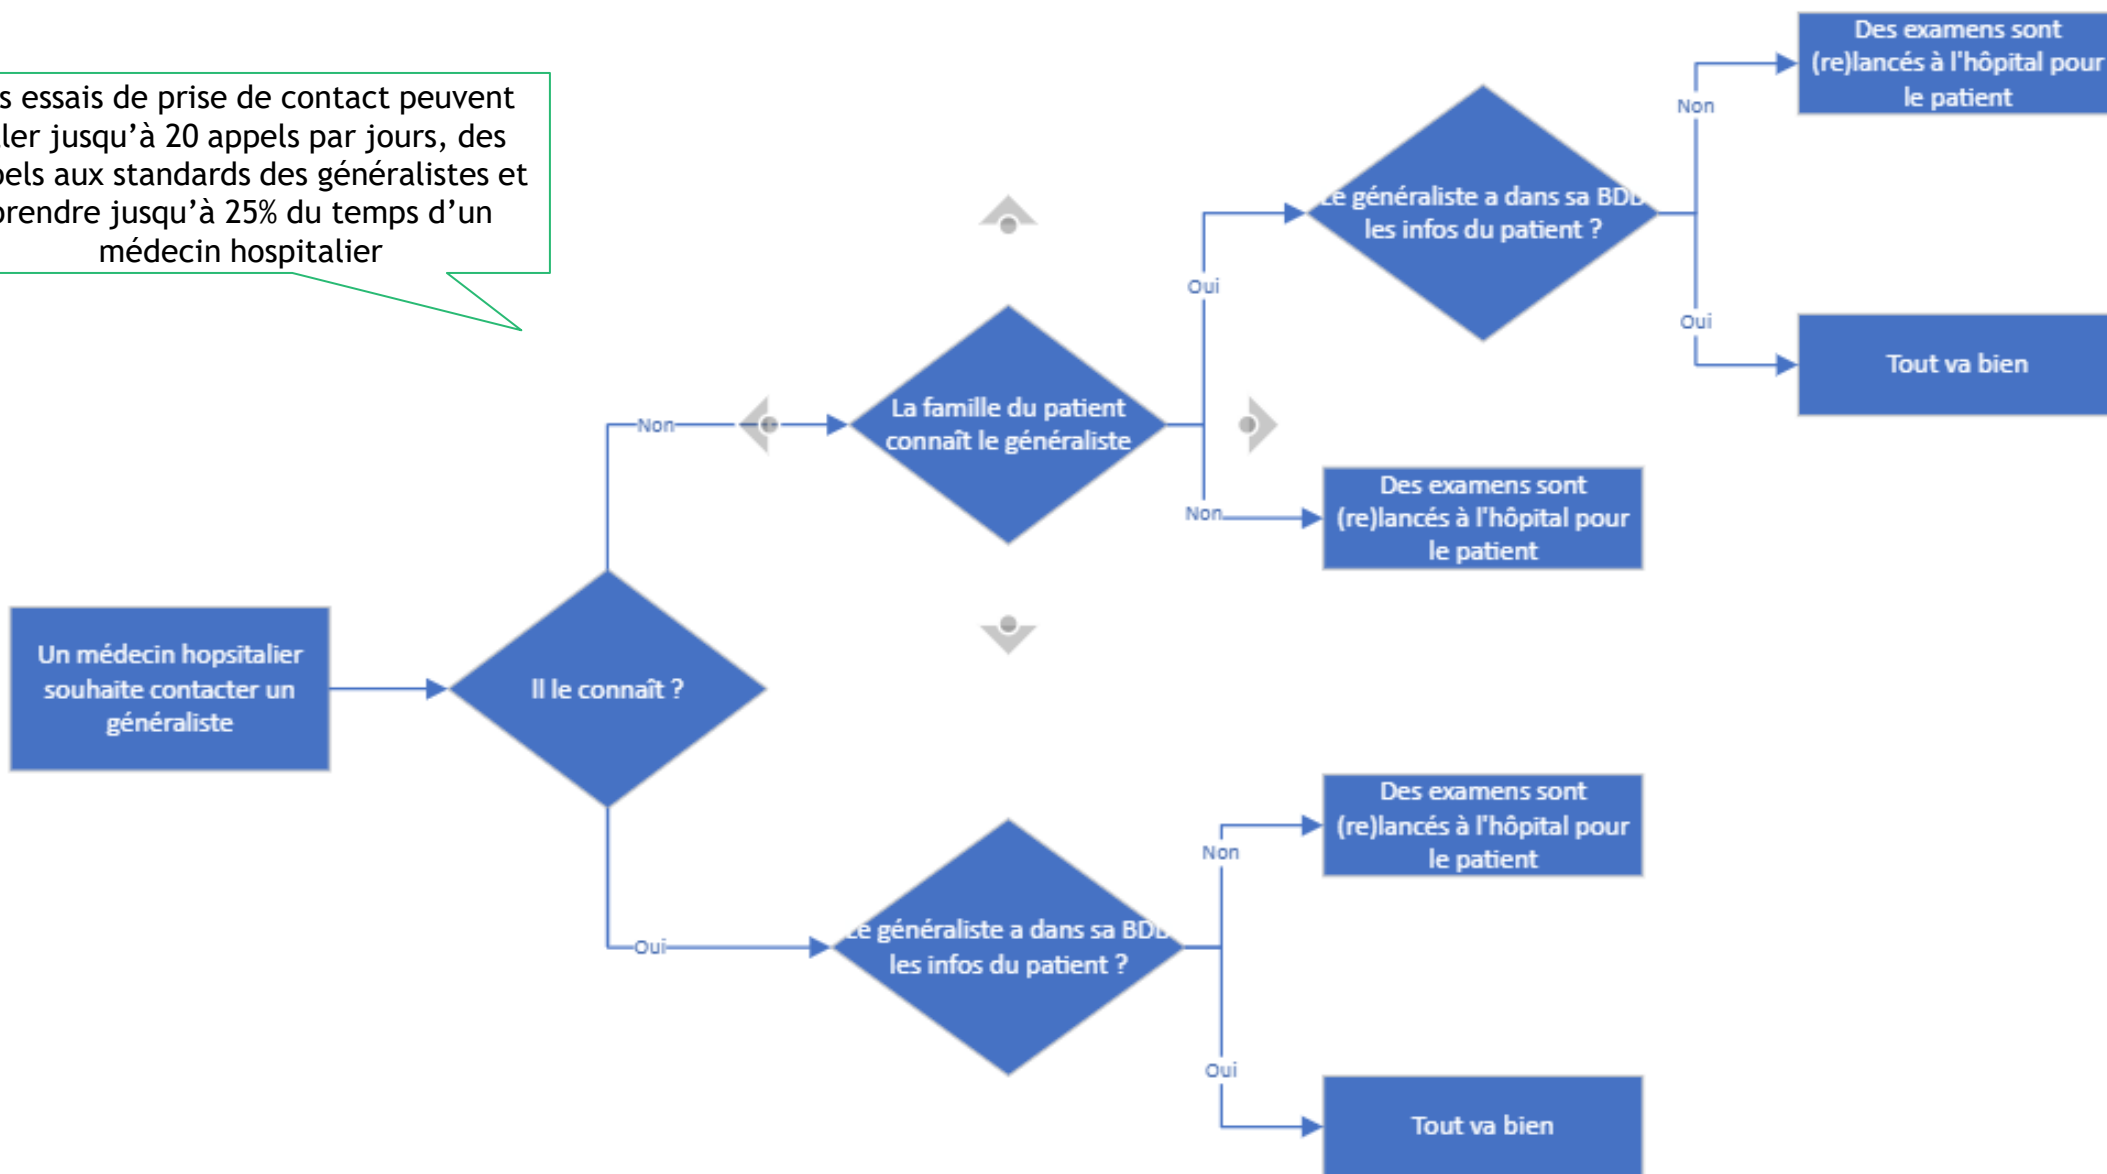 s essais de prise de contact peuvent
ler jusqu’à 20 appels par jours, des
pels aux standards des généralistes et
prendre jusqu’à 25% du temps d’un
médecin hospitalier
Des examens sont
(re)lancés à l'hôpital pour
le patient
Non
Le généraliste a dans sa BDD
les infos du patient ?
Oui
Oui
Tout va bien
La famille du patient
connaît le généraliste
Non
Des examens sont
(re)lancés à l'hôpital pour
le patient
Non
Un médecin hopsitalier
souhaite contacter un
généraliste
Il le connaît ?
Des examens sont
(re)lancés à l'hôpital pour
le patient
Non
Le généraliste a dans sa BDD
les infos du patient ?
Oui
Oui
Tout va bien